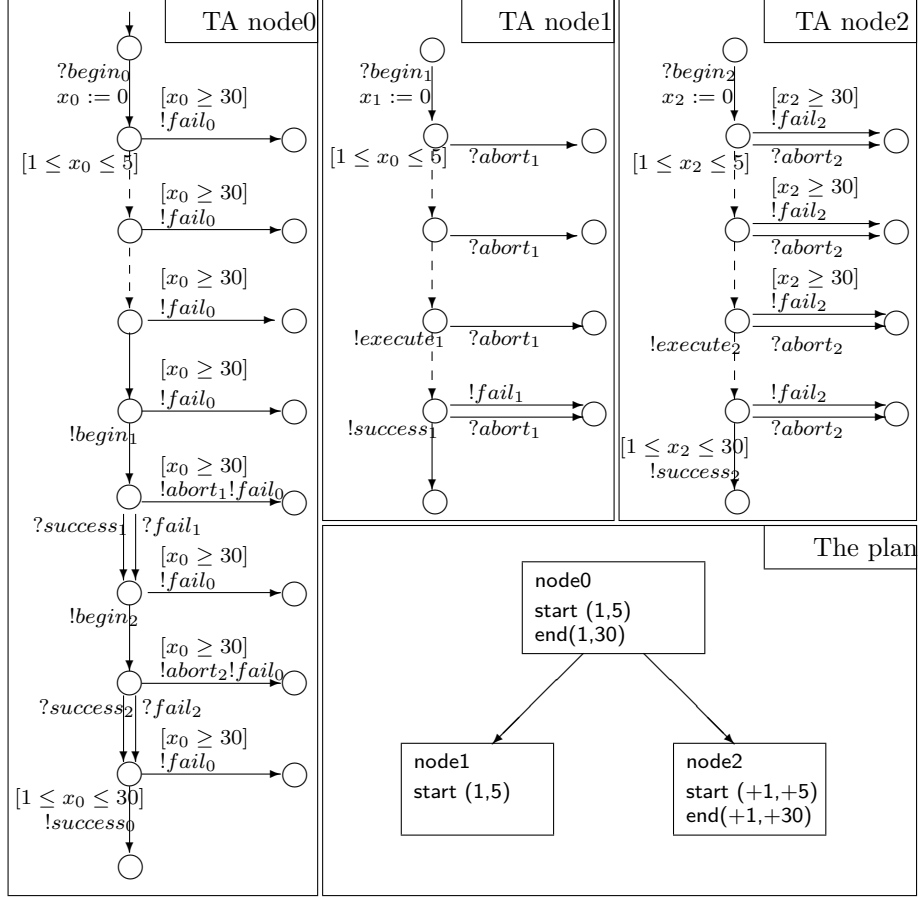 TA node0
?begin₀
x₀ := 0
[x₀ ≥ 30]
!fail₀
[1 ≤ x₀ ≤ 5]
[x₀ ≥ 30]
!fail₀
[x₀ ≥ 30]
!fail₀
[x₀ ≥ 30]
!fail₀
!begin₁
[x₀ ≥ 30]
!abort₁!fail₀
?success₁ ?fail₁
[x₀ ≥ 30]
!fail₀
!begin₂
[x₀ ≥ 30]
!abort₂!fail₀
?success₂ ?fail₂
[x₀ ≥ 30]
!fail₀
[1 ≤ x₀ ≤ 30]
!success₀
TA node1
?begin₁
x₁ := 0
[1 ≤ x₀ ≤ 5]
?abort₁
?abort₁
!execute₁
?abort₁
!fail₁
!success₁
?abort₁
TA node2
?begin₂
x₂ := 0
[x₂ ≥ 30]
!fail₂
[1 ≤ x₂ ≤ 5]
?abort₂
[x₂ ≥ 30]
!fail₂
?abort₂
[x₂ ≥ 30]
!fail₂
!execute₂
?abort₂
!fail₂
?abort₂
[1 ≤ x₂ ≤ 30]
!success₂
The plan
node0
start (1,5)
end(1,30)
node1
start (1,5)
node2
start (+1,+5)
end(+1,+30)